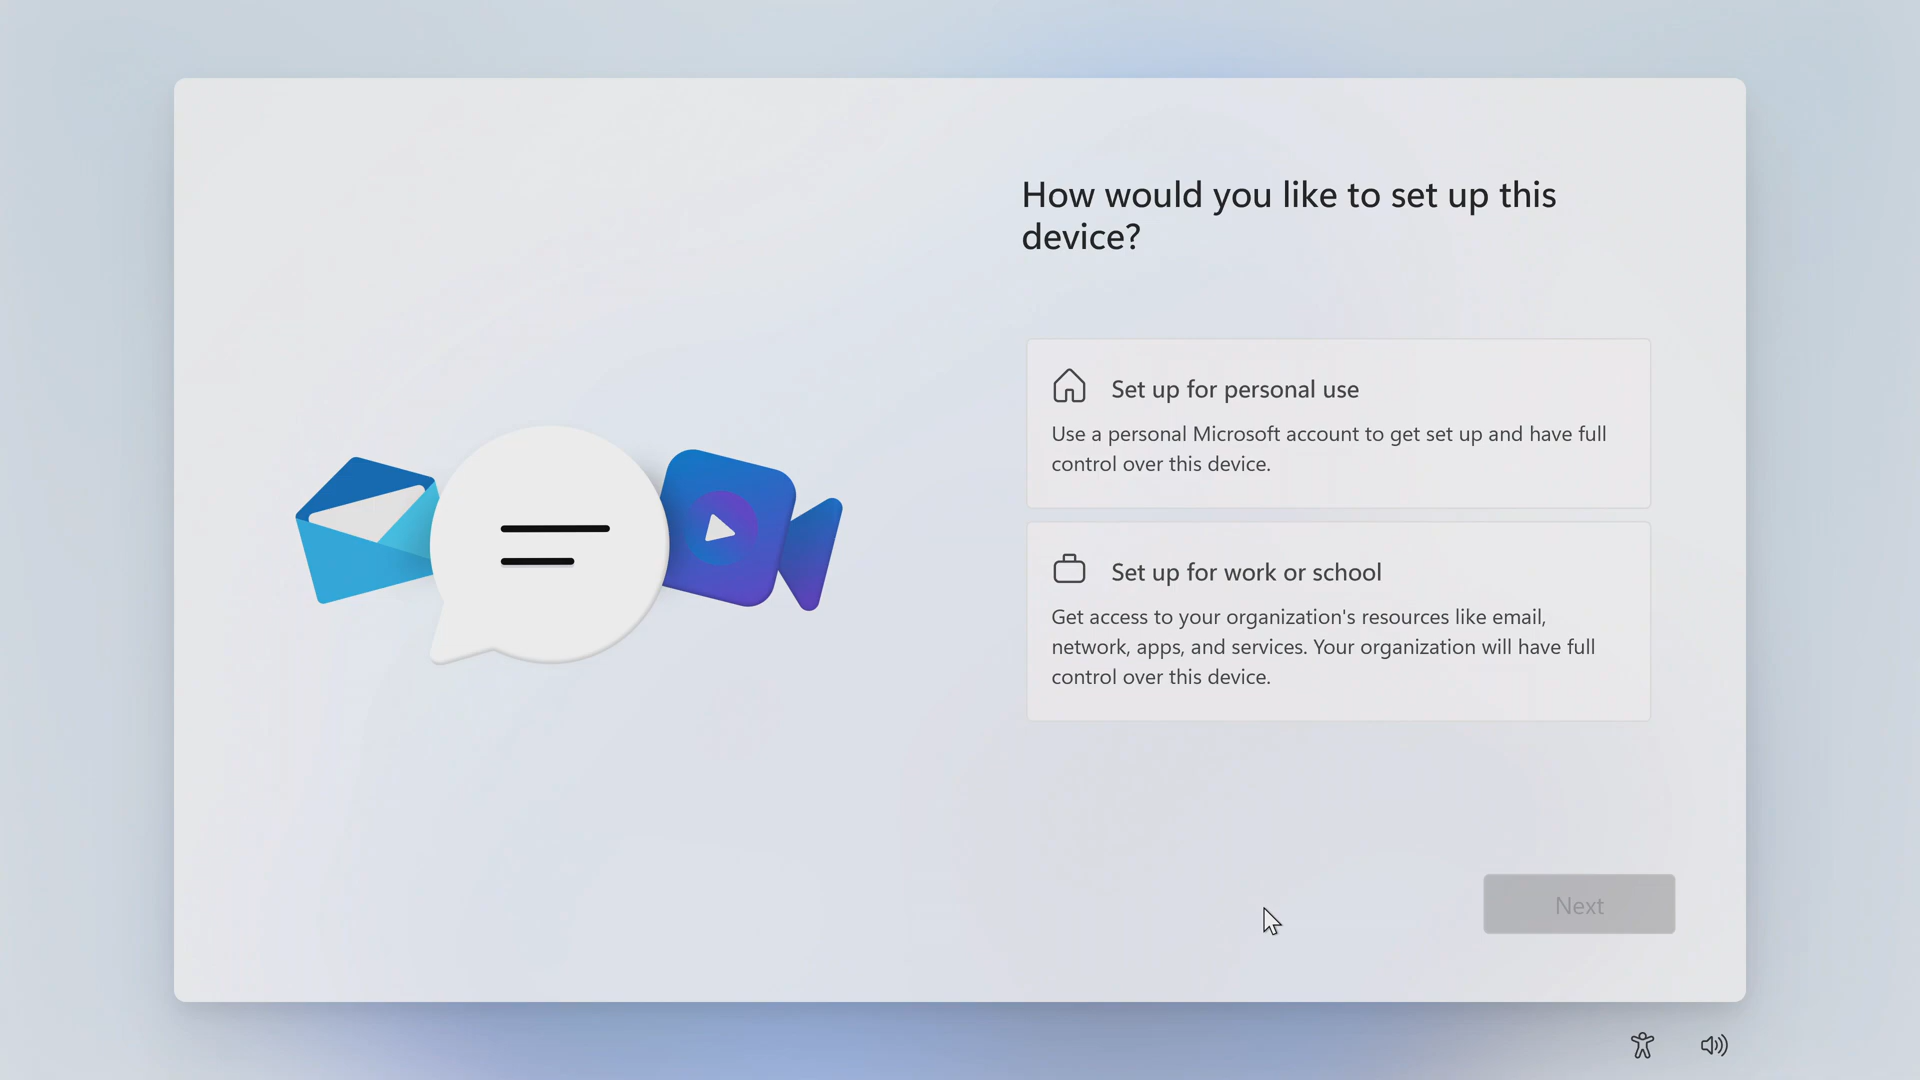 How would you like to set up this
device?
Set up for personal use
Use a personal Microsoft account to get set up and have full
control over this device.
Set up for work or school
Get access to your organization's resources like email,
network, apps, and services. Your organization will have full
control over this device.
Next